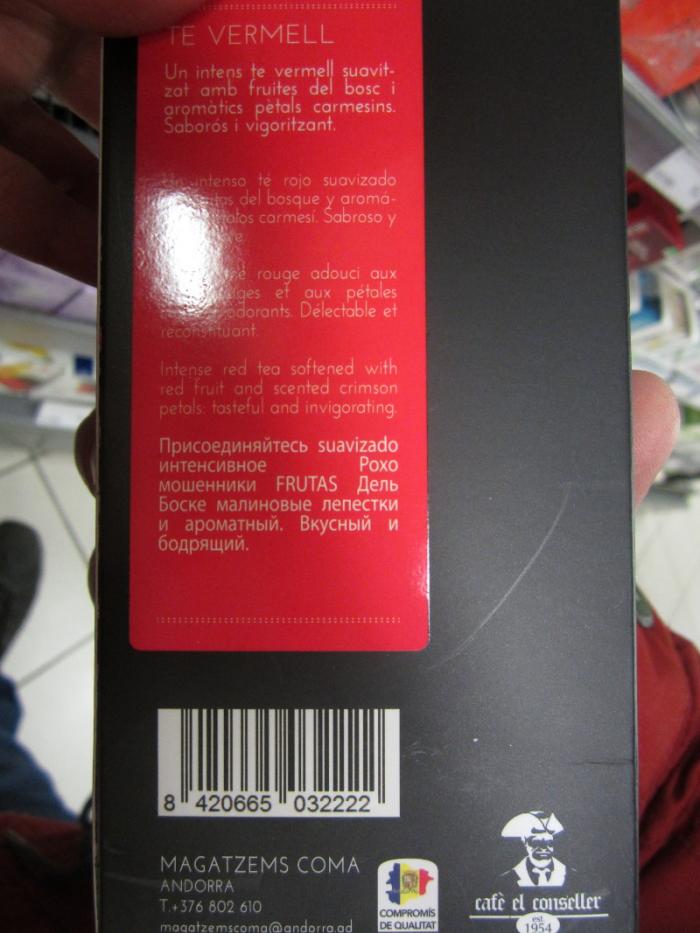 TE VERMELL
Un intens te vermell suavit-
zat amb fruites del bosc i
aromàtics pètals carmesins.
Saborós i vigoritzant.
intenso té rojo suavizado
del bosque y aromá-
carmesí. Sabroso y
rouge adouci aux
et aux pétales
Délectable et
reconstituant.
Intense red tea softened with
red fruit and scented crimson
petals: tasteful and invigorating.
Присоединяйтесь suavizado
интенсивное Рохо
мошенники FRUTAS Дель
Боске малиновые лепестки
и ароматный. Вкусный и
бодрящий.
8 420665 032222
MAGATZEMS COMA
ANDORRA
T.+376 802 610
magatzemscoma@andorra.ad
COMPROMÍS
DE QUALITAT
cafè el conseller
est.
1954